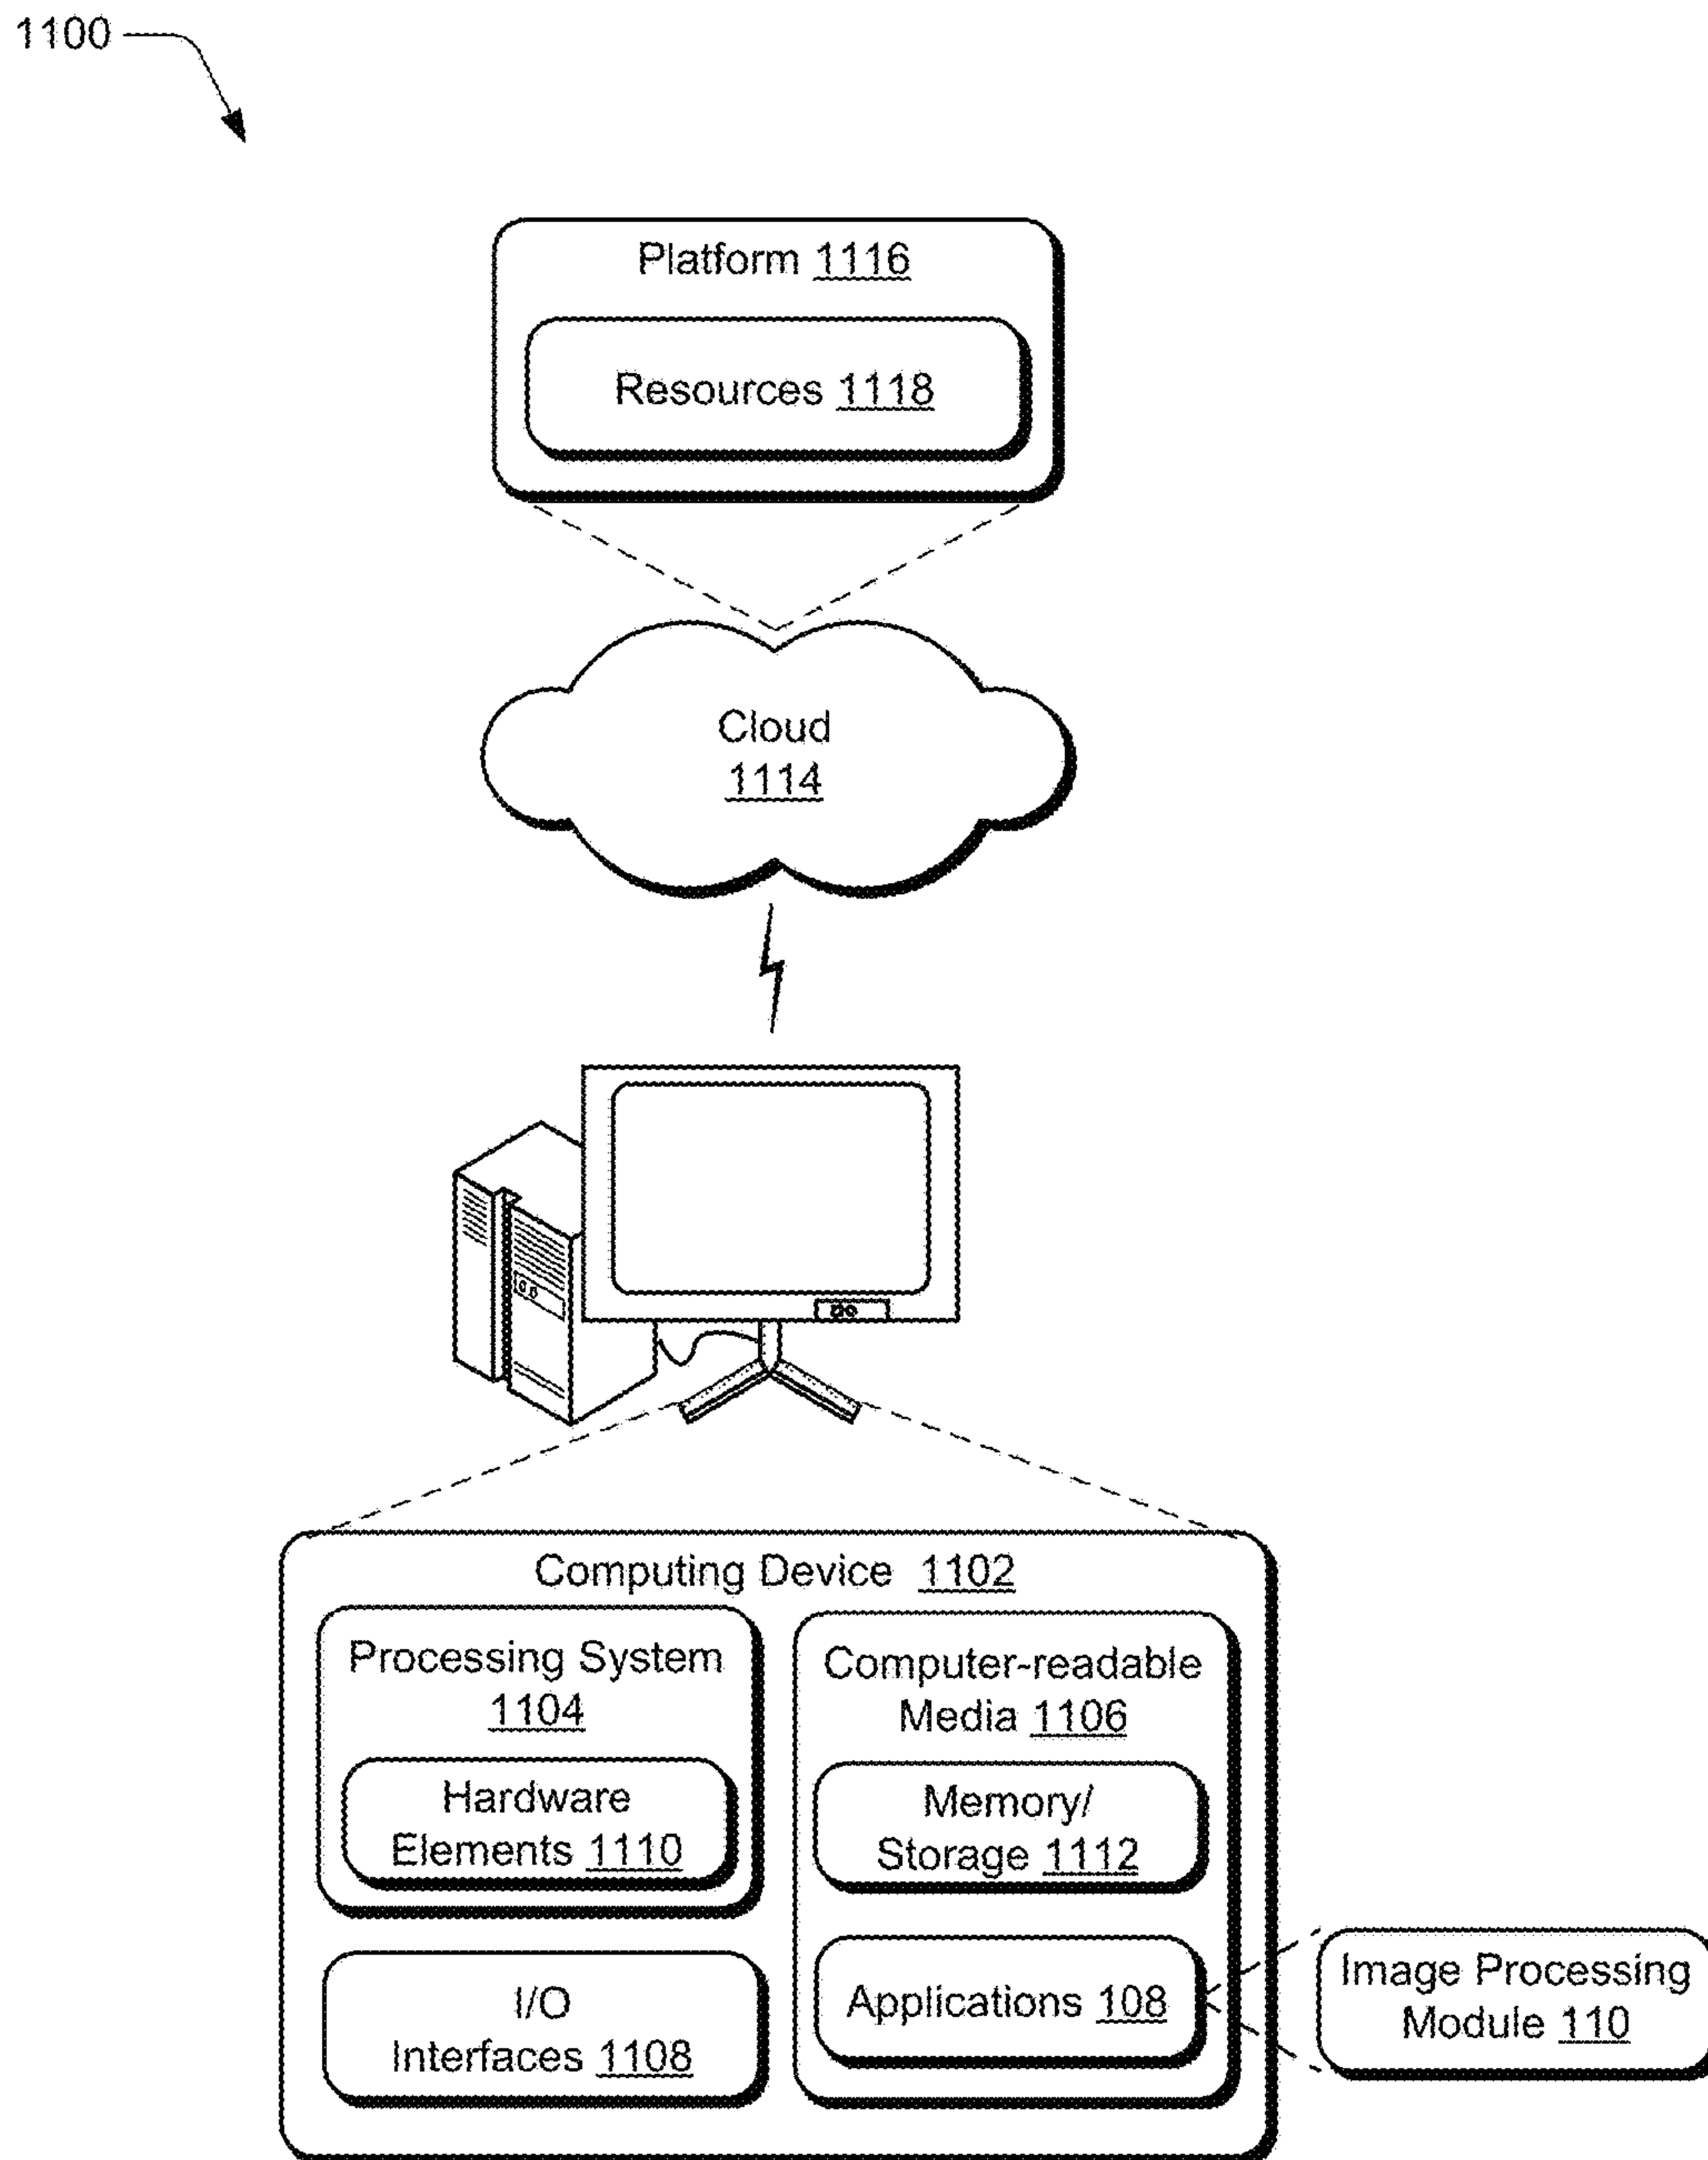 1100
Platform 1116
Resources 1118
Cloud
1114
Computing Device 1102
Processing System
1104
Hardware
Elements 1110
I/O
Interfaces 1108
Computer-readable
Media 1106
Memory/
Storage 1112
Applications 108
Image Processing
Module 110